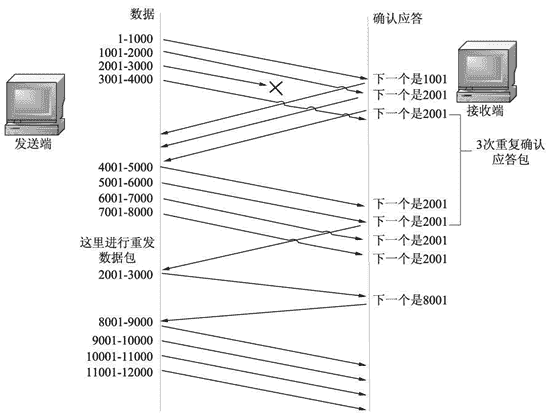 数据
确认应答
1-1000
1001-2000
2001-3000
3001-4000
下一个是1001
下一个是2001
下一个是2001
发送端
接收端
3次重复确认
应答包
4001-5000
5001-6000
6001-7000
7001-8000
下一个是2001
下一个是2001
下一个是2001
下一个是2001
这里进行重发
数据包
2001-3000
下一个是8001
8001-9000
9001-10000
10001-11000
11001-12000